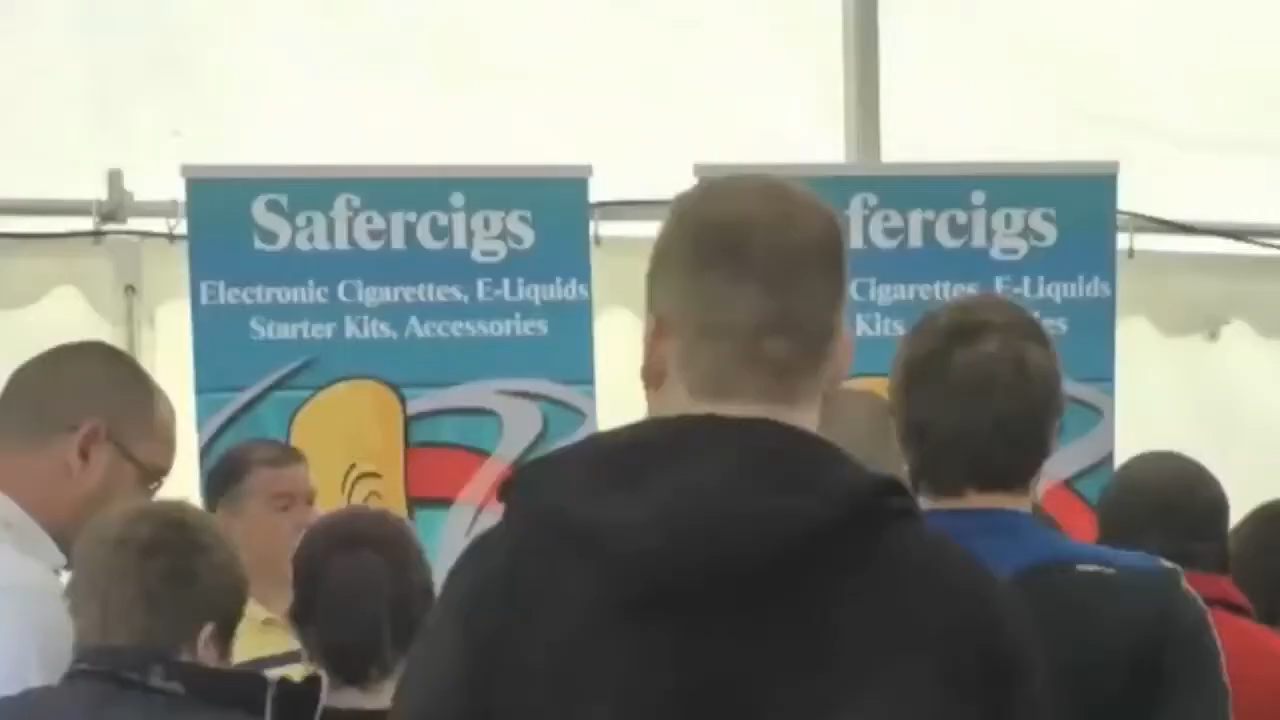 Safercigs
Electronic Cigarettes, E-Liquids
Starter Kits, Accessories
fercigs
Cigarettes, E-Liquids
Kits